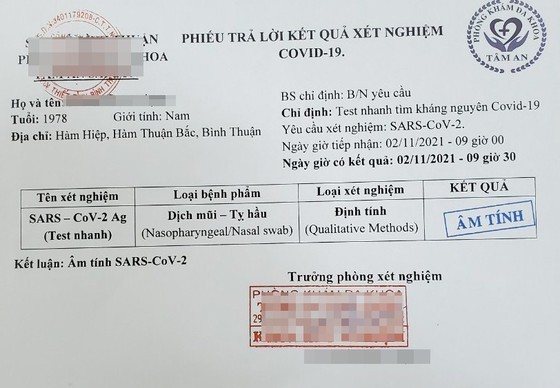 PHIẾU TRẢ LỜI KẾT QUẢ XÉT NGHIỆM
COVID-19.
PHÒNG KHÁM ĐA KHOA
TÂM AN
Họ và tên
Tuổi: 1978 Giới tính: Nam
Địa chỉ: Hàm Hiệp, Hàm Thuận Bắc, Bình Thuận
BS chỉ định: B/N yêu cầu
Chỉ định: Test nhanh tìm kháng nguyên Covid-19
Yêu cầu xét nghiệm: SARS-CoV-2.
Ngày giờ tiếp nhận: 02/11/2021 - 09 giờ 00
Ngày giờ có kết quả: 02/11/2021 - 09 giờ 30
Tên xét nghiệm Loại bệnh phẩm Loại xét nghiệm KẾT QUẢ
SARS – CoV-2 Ag Dịch mũi – Tỵ hầu Định tính ÂM TÍNH
(Test nhanh) (Nasopharyngeal/Nasal swab) (Qualitative Methods)
Kết luận: Âm tính SARS-CoV-2
Trưởng phòng xét nghiệm
PHÒNG KHÁM ĐA KHOA